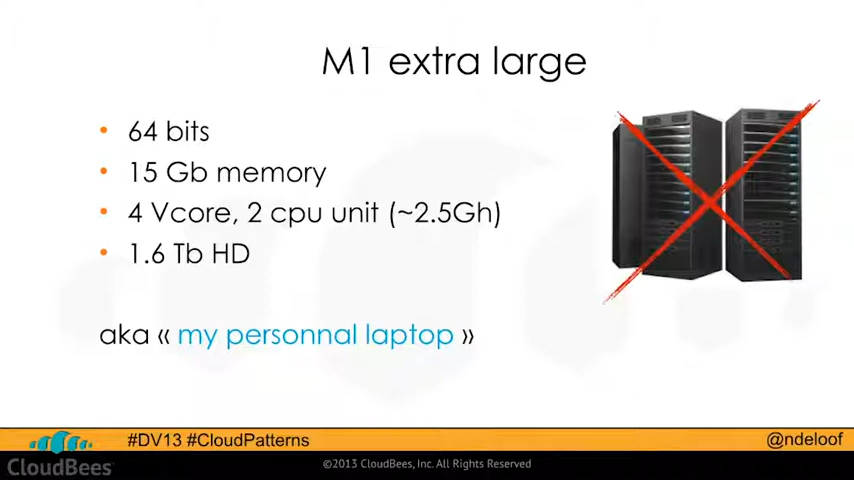 M1 extra large
64 bits
15 Gb memory
4 Vcore, 2 cpu unit (~2.5Gh)
1.6 Tb HD
aka « my personnal laptop »
#DV13 #CloudPatterns
@ndeloof
CloudBees
©2013 CloudBees, Inc. All Rights Reserved